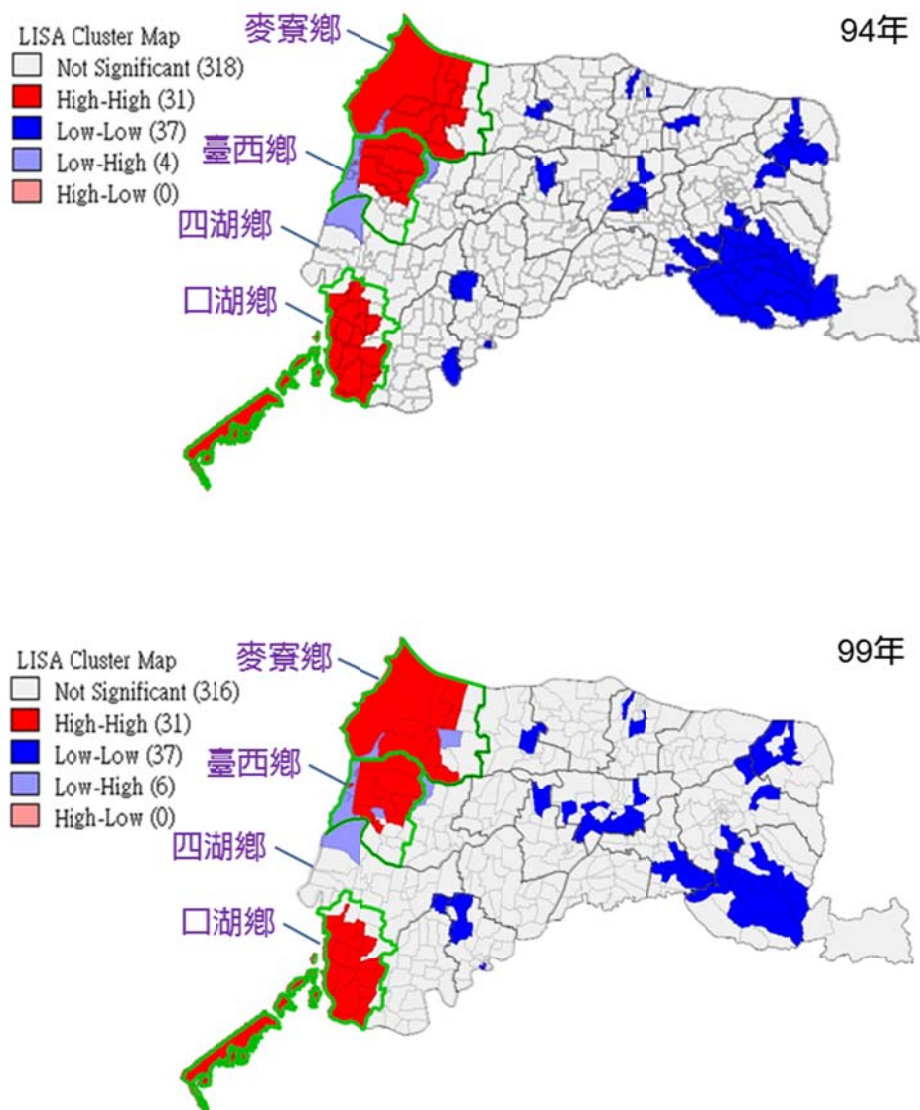 麥寮鄉
94年
LISA Cluster Map
Not Significant (318)
High-High (31)
Low-Low (37)
Low-High (4)
High-Low (0)
臺西鄉
四湖鄉
口湖鄉
麥寮鄉
99年
LISA Cluster Map
Not Significant (316)
High-High (31)
Low-Low (37)
Low-High (6)
High-Low (0)
臺西鄉
四湖鄉
口湖鄉